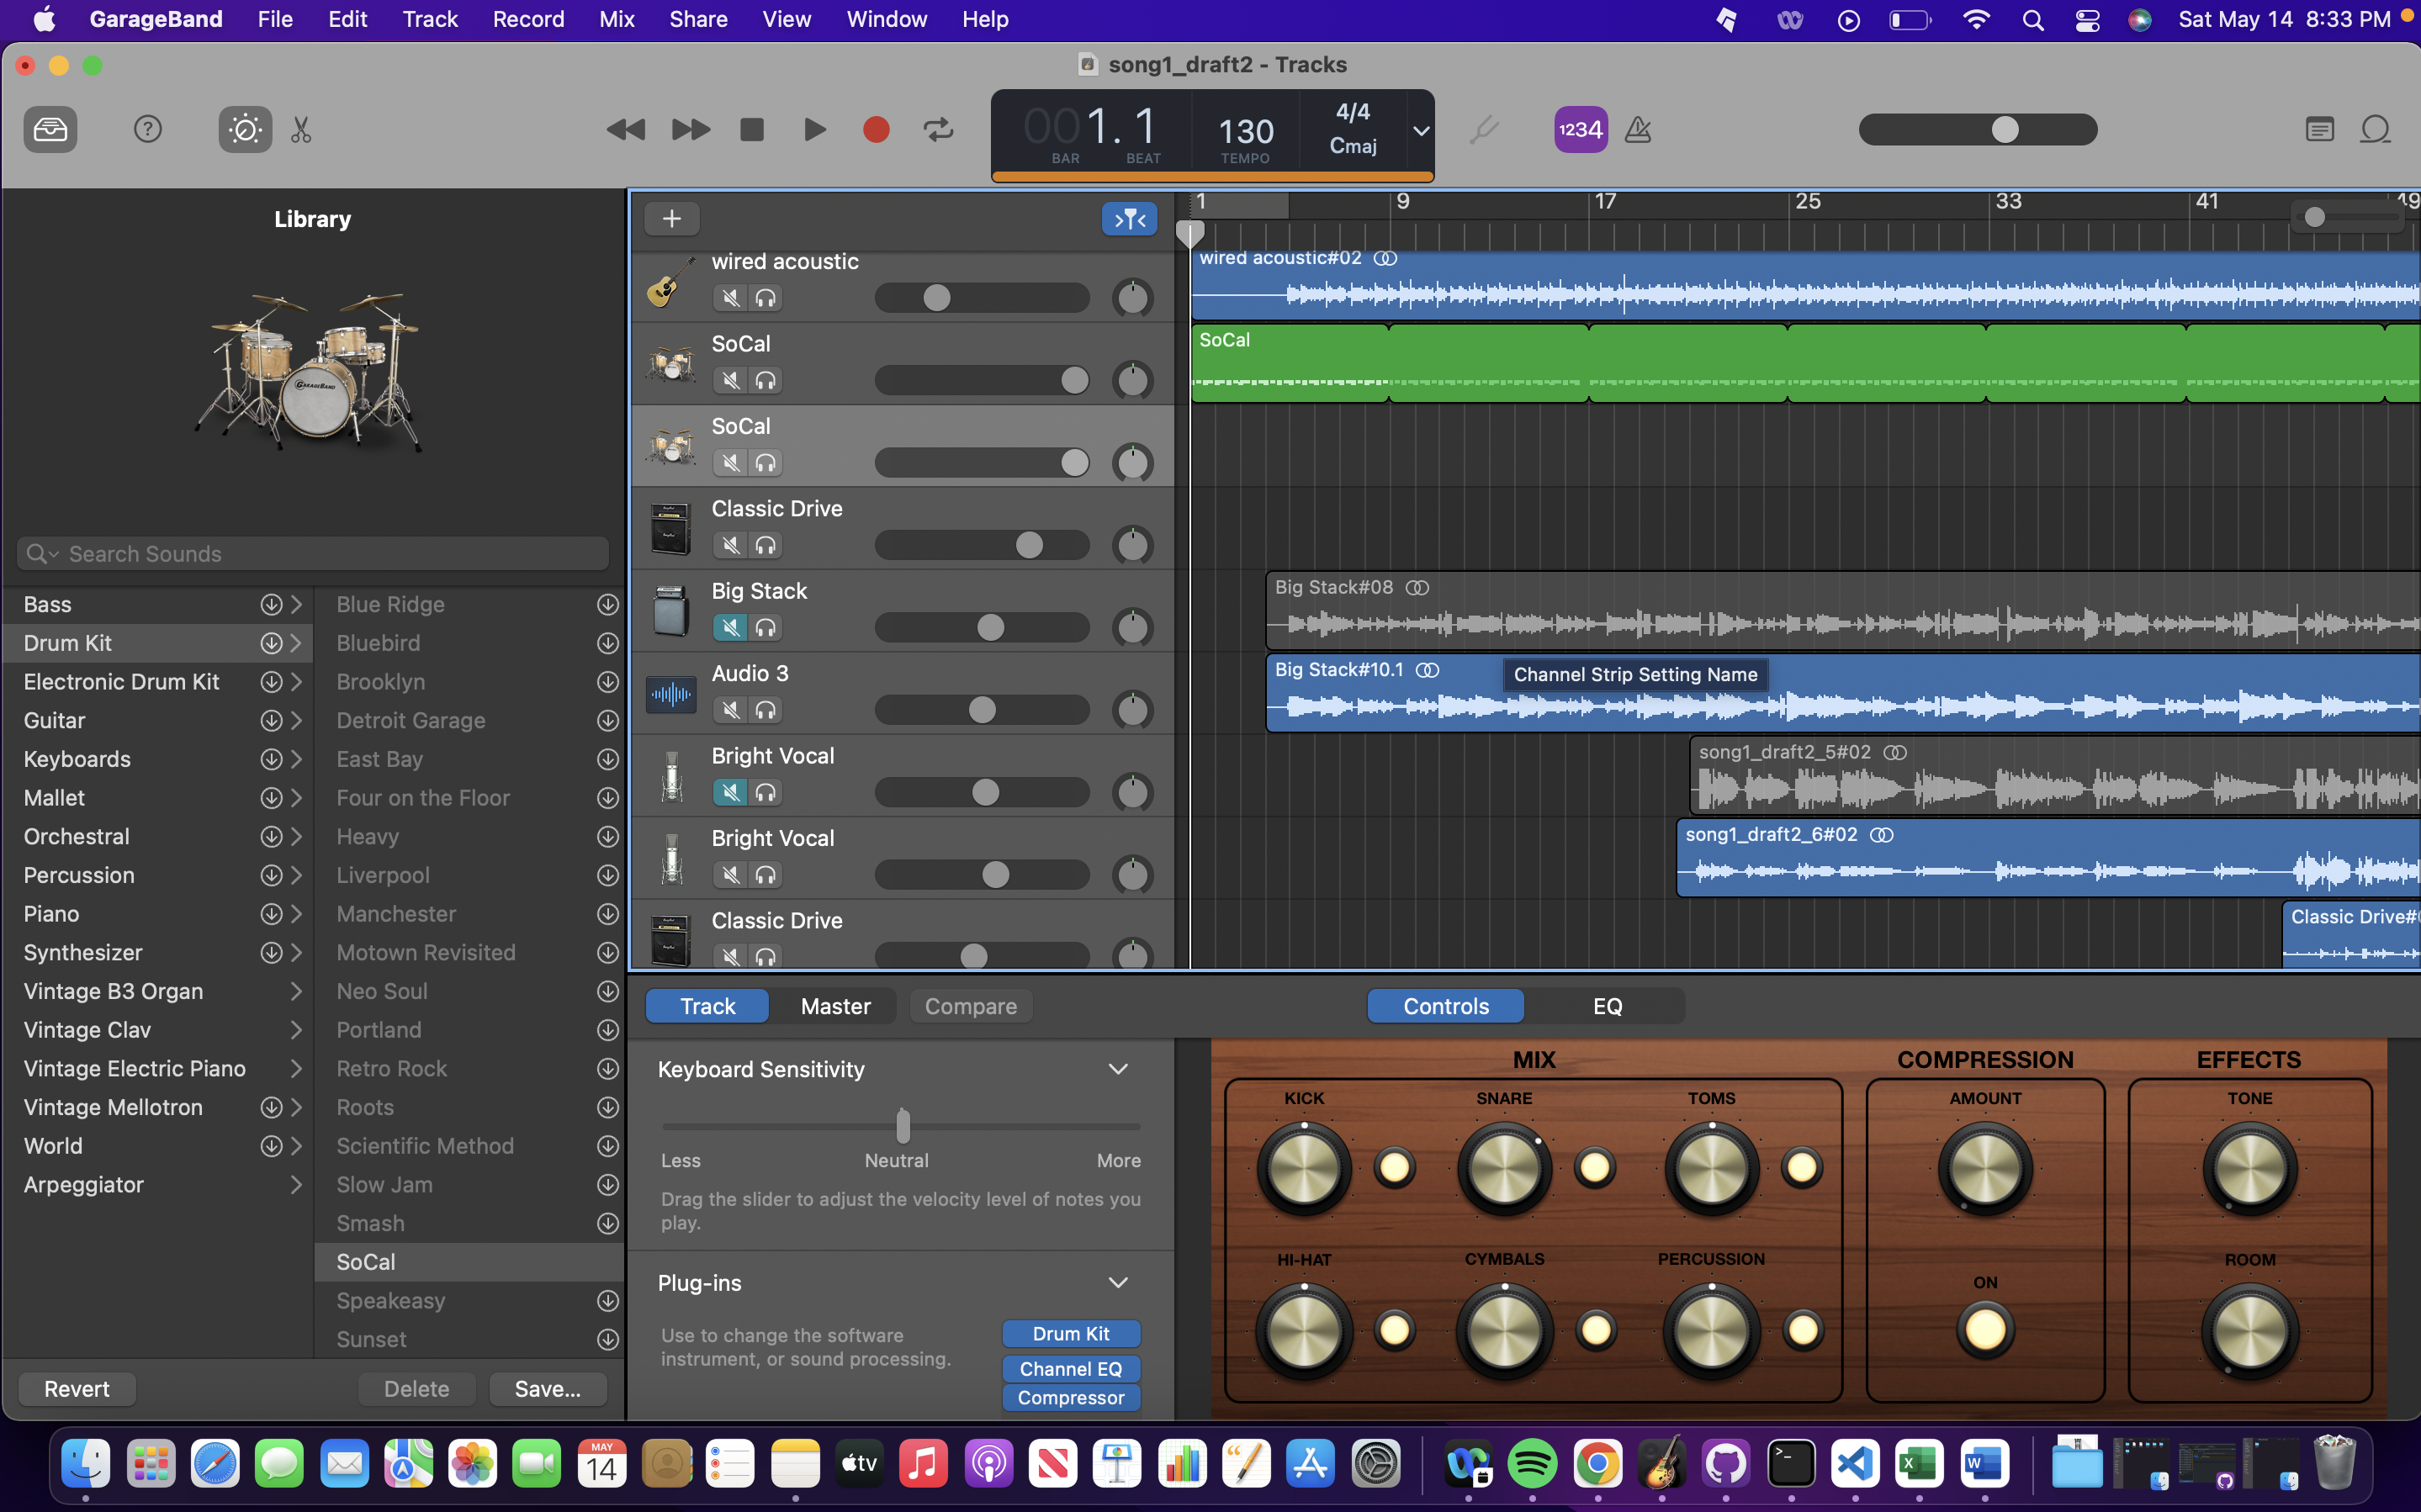 GarageBand File Edit Track Record Mix Share View Window Help Sat May 14 8:33 PM
song1_draft2 - Tracks
001. 1 130 4/4 Cmaj
BAR BEAT TEMPO
1234
Library
1 9 17 25 33 41 49
wired acoustic
wired acoustic#02
SoCal
SoCal
SoCal
Classic Drive
Big Stack
Big Stack#08
Audio 3
Big Stack#10.1
Channel Strip Setting Name
Bright Vocal
song1_draft2_5#02
Bright Vocal
song1_draft2_6#02
Classic Drive
Classic Drive#
GARAGEBAND
Search Sounds
Bass
Drum Kit
Electronic Drum Kit
Guitar
Keyboards
Mallet
Orchestral
Percussion
Piano
Synthesizer
Vintage B3 Organ
Vintage Clav
Vintage Electric Piano
Vintage Mellotron
World
Arpeggiator
Blue Ridge
Bluebird
Brooklyn
Detroit Garage
East Bay
Four on the Floor
Heavy
Liverpool
Manchester
Motown Revisited
Neo Soul
Portland
Retro Rock
Roots
Scientific Method
Slow Jam
Smash
SoCal
Speakeasy
Sunset
Revert Delete Save...
Track Master Compare Controls EQ
Keyboard Sensitivity
Less Neutral More
Drag the slider to adjust the velocity level of notes you
play.
Plug-ins
Use to change the software
instrument, or sound processing.
Drum Kit
Channel EQ
Compressor
MIX COMPRESSION EFFECTS
KICK SNARE TOMS AMOUNT TONE
HI-HAT CYMBALS PERCUSSION ON ROOM
MAY
14
tv
X
W